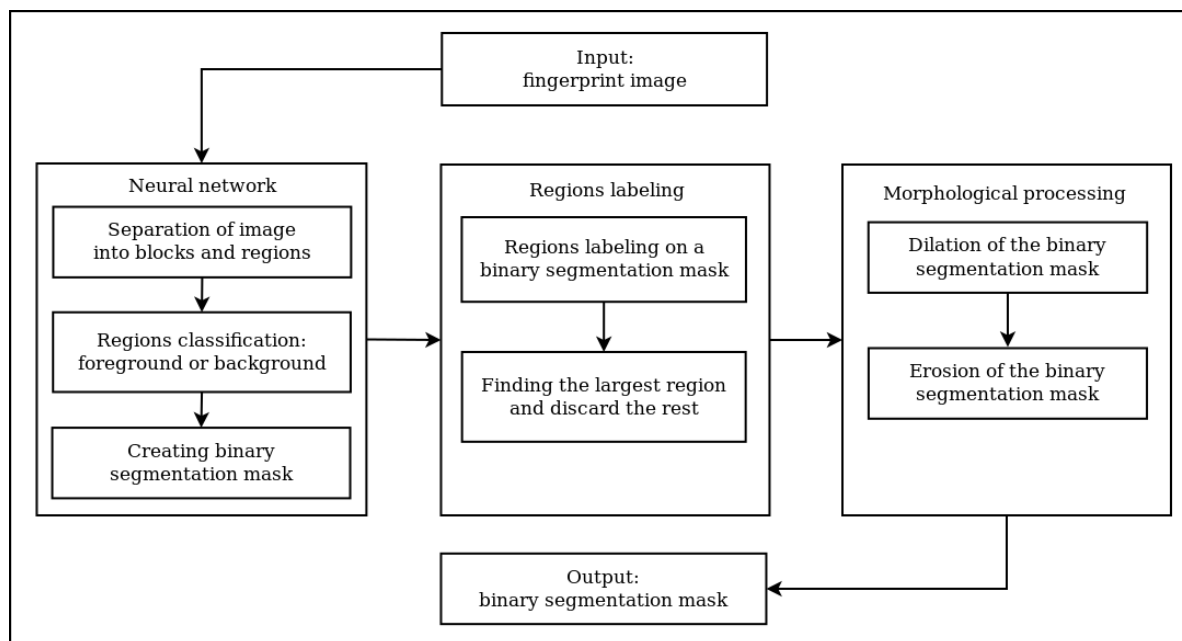 Input:
fingerprint image
Neural network
Separation of image
into blocks and regions
Regions classification:
foreground or background
Creating binary
segmentation mask
Regions labeling
Regions labeling on a
binary segmentation mask
Finding the largest region
and discard the rest
Morphological processing
Dilation of the binary
segmentation mask
Erosion of the binary
segmentation mask
Output:
binary segmentation mask